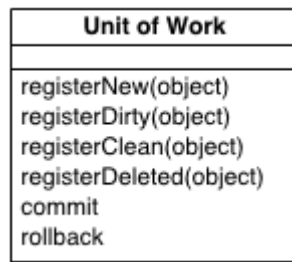 Unit of Work
registerNew(object)
registerDirty(object)
registerClean(object)
registerDeleted(object)
commit
rollback